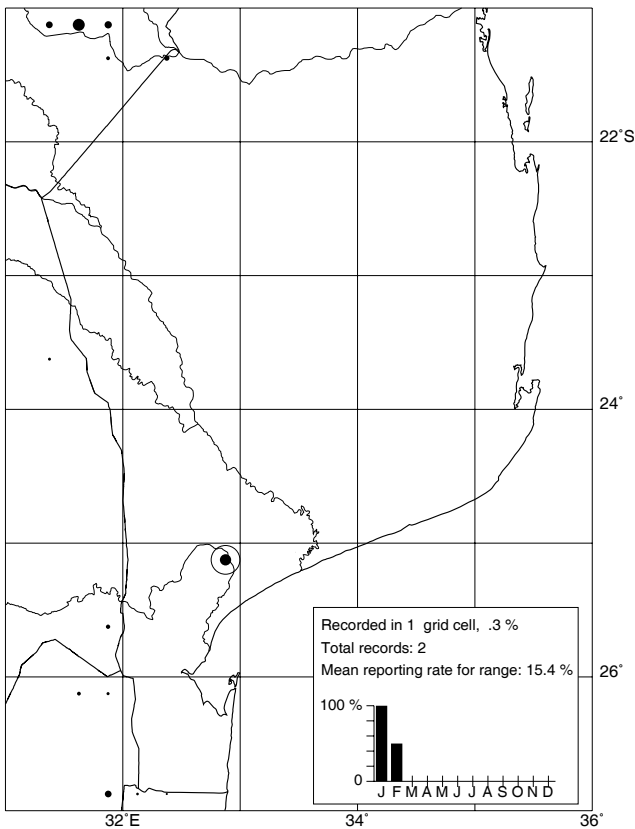 22˚S
24˚
Recorded in 1 grid cell, .3 %
Total records: 2
Mean reporting rate for range: 15.4 %
26˚
100 %
0
J F M A M J J A S O N D
32˚E 34˚ 36˚